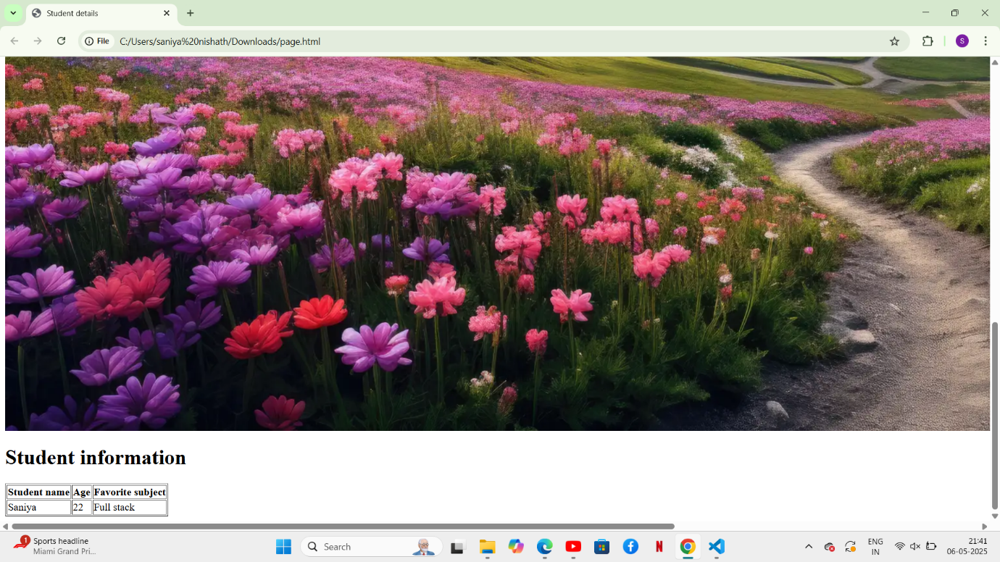 Student details
File C:/Users/saniya%20nishath/Downloads/page.html
S
Student information
Student name Age Favorite subject
Saniya 22 Full stack
1
Sports headline
Miami Grand Pri...
Search
N
ENG
IN
21:41
06-05-2025